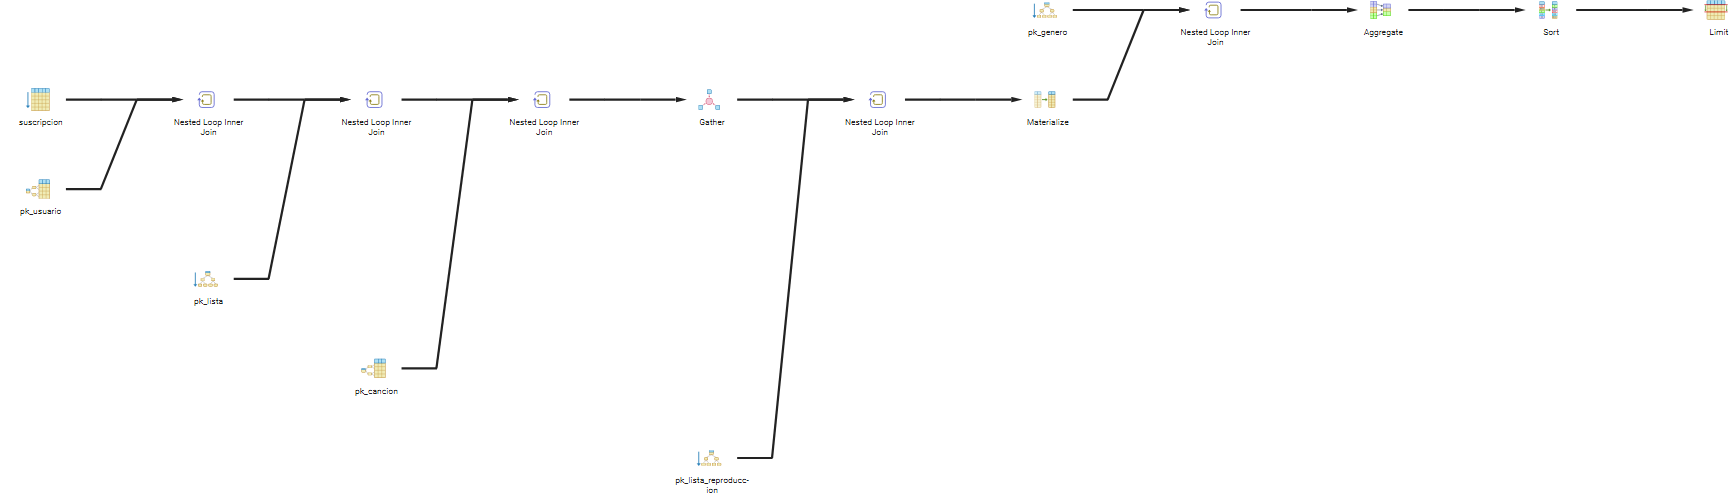 pk_genero
Nested Loop Inner
Join
Aggregate
Sort
Limit
suscripcion
Nested Loop Inner
Join
Nested Loop Inner
Join
Nested Loop Inner
Join
Gather
Nested Loop Inner
Join
Materialize
pk_usuario
pk_lista
pk_cancion
pk_lista_reproducc-
ion